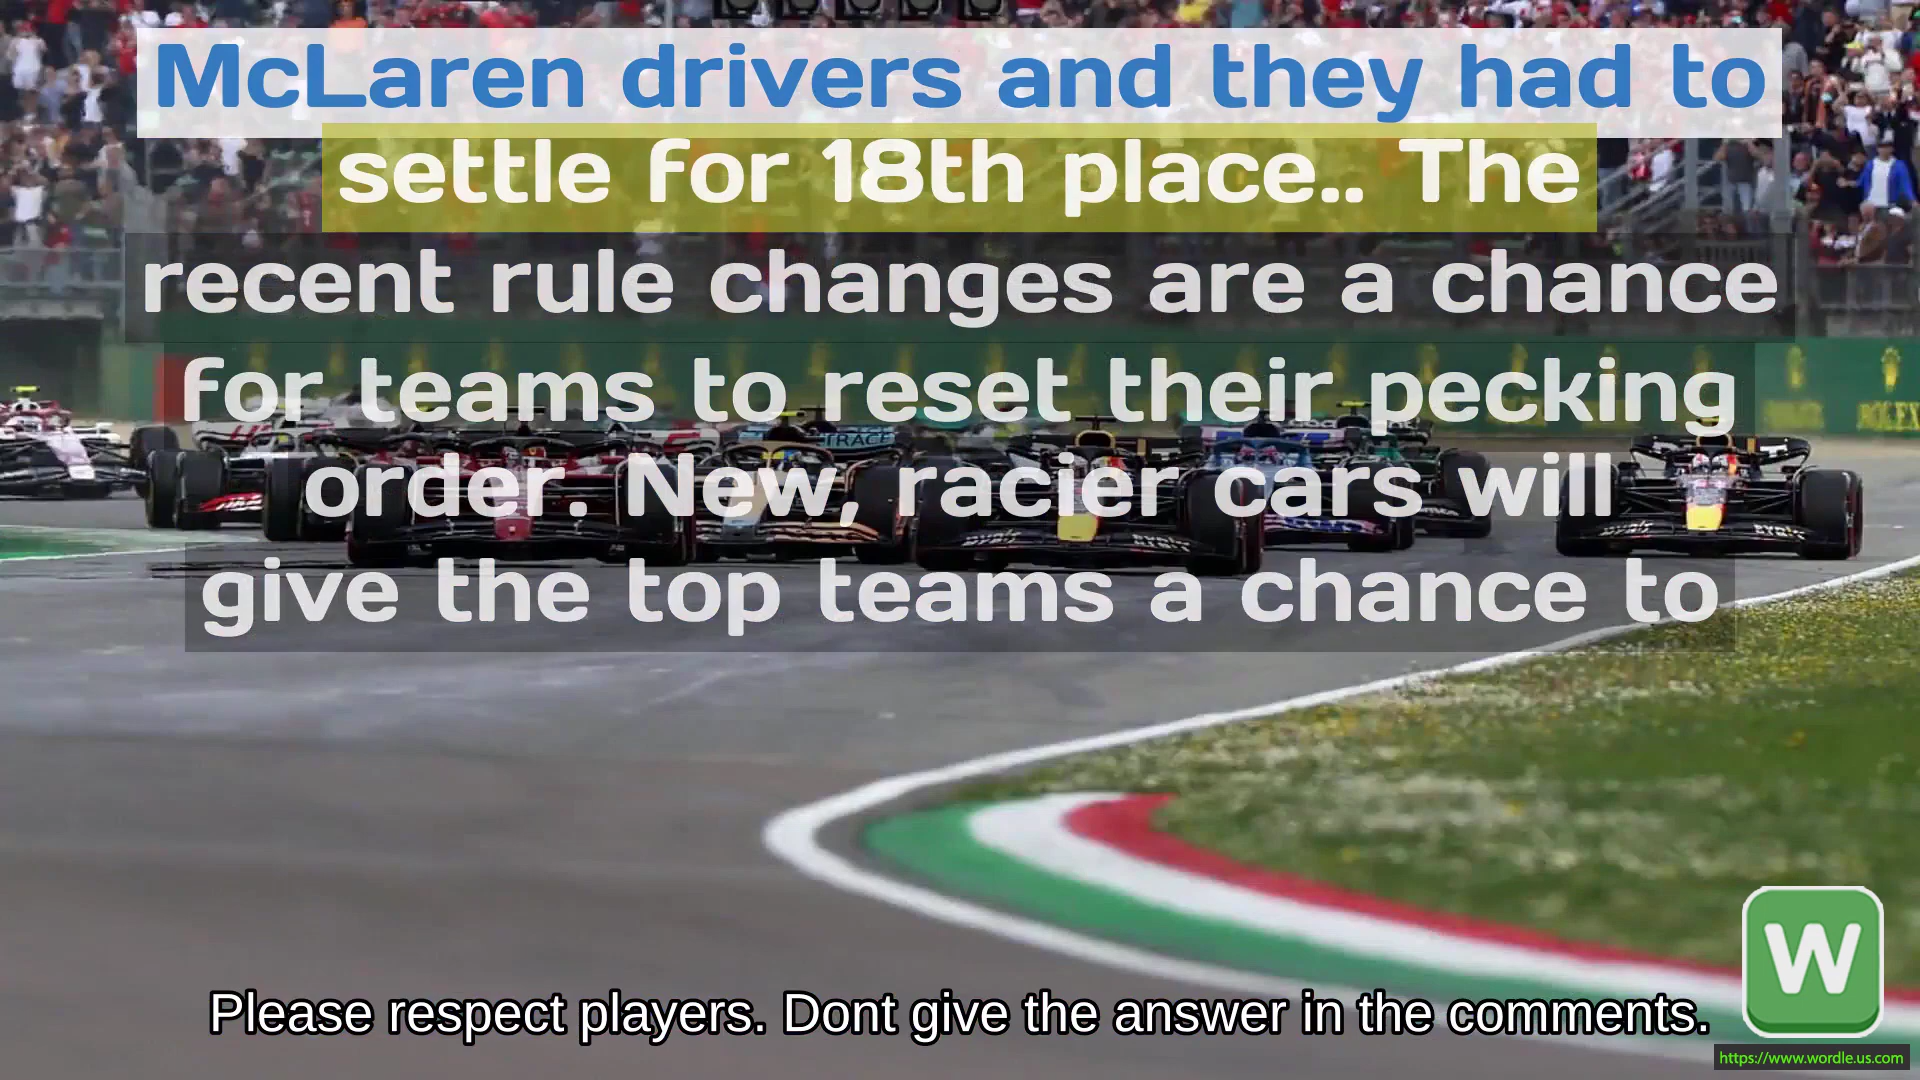 McLaren drivers and they had to
settle for 18th place.. The
recent rule changes are a chance
for teams to reset their pecking
order. New, racier cars will
give the top teams a chance to
ROLEX
TRACE
Please respect players. Dont give the answer in the comments.
W
https://www.wordle.us.com